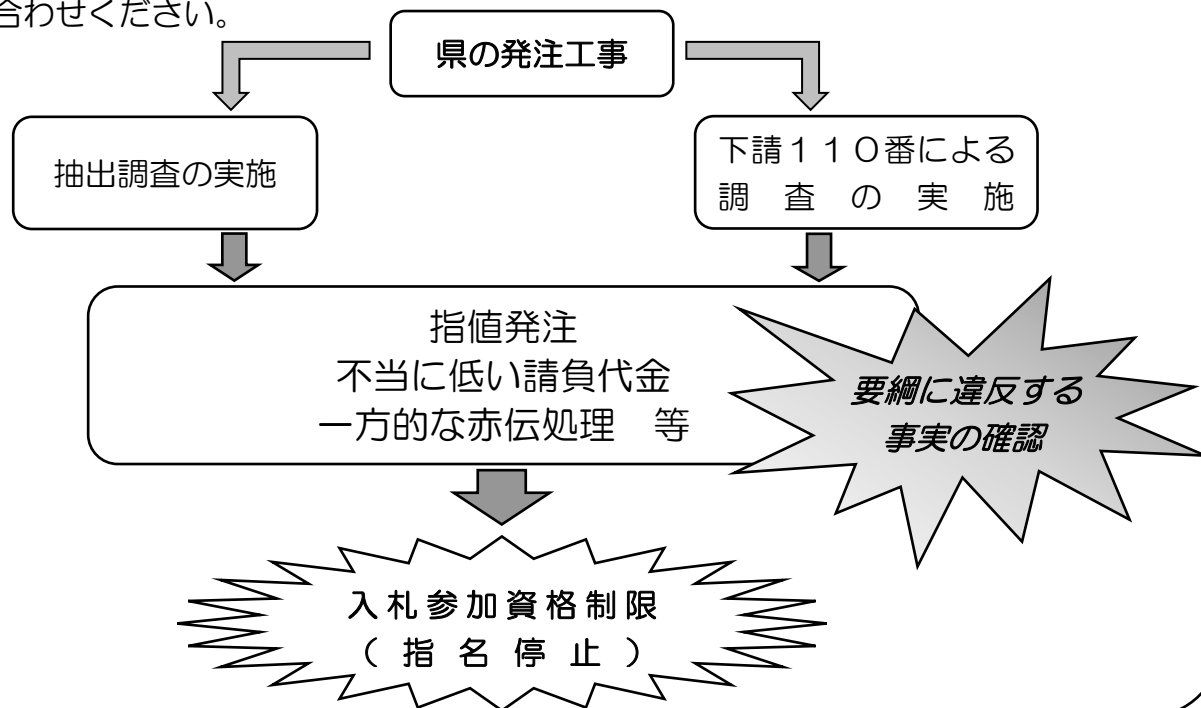 合わせください。
県の発注工事
抽出調査の実施
下請１１０番による
調査の実施
指値発注
不当に低い請負代金
一方的な赤伝処理　等
要綱に違反する
事実の確認
入札参加資格制限
（指名停止）